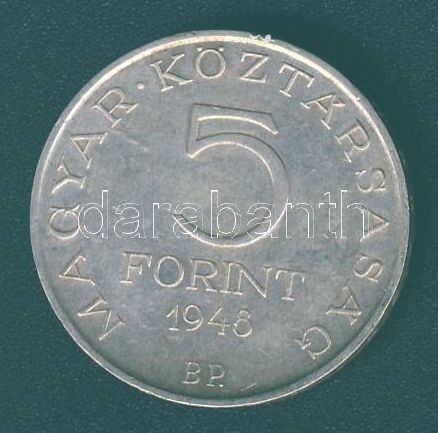 MAGYAR · KÖZTÁRSASÁG
5
darabanth
FORINT
1948
BP.